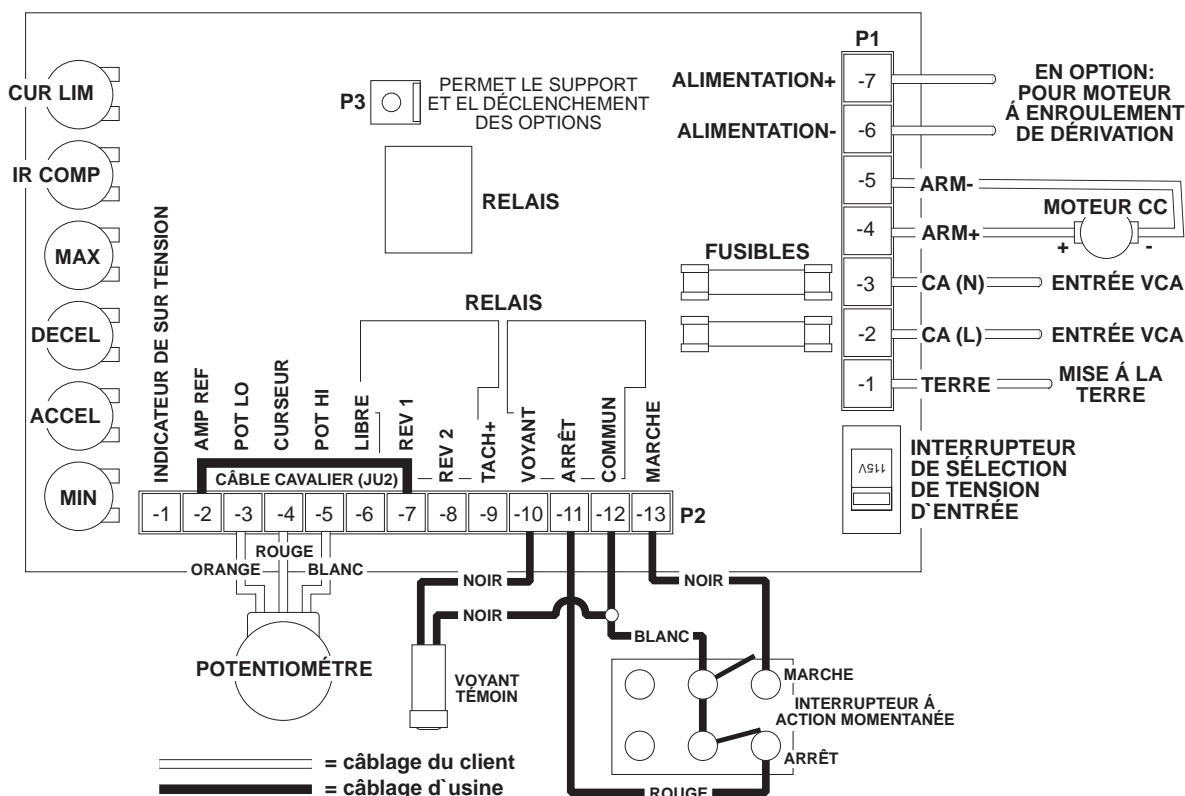 P1
CUR LIM
IR COMP
MAX
DECEL
ACCEL
MIN
P3
PERMET LE SUPPORT
ET EL DÉCLENCHEMENT
DES OPTIONS
RELAIS
ALIMENTATION+
-7
EN OPTION:
POUR MOTEUR
Á ENROULEMENT
DE DÉRIVATION
ALIMENTATION-
-6
-5
ARM-
MOTEUR CC
-4
ARM+
+
-
FUSIBLES
-3
CA (N)
ENTRÉE VCA
-2
CA (L)
ENTRÉE VCA
-1
TERRE
MISE Á LA
TERRE
115V
INTERRUPTEUR
DE SÉLECTION
DE TENSION
D`ENTRÉE
RELAIS
INDICATEUR DE SUR TENSION
AMP REF
POT LO
CURSEUR
POT HI
LIBRE
REV 1
REV 2
TACH+
VOYANT
ARRÊT
COMMUN
MARCHE
CÂBLE CAVALIER (JU2)
-1 -2 -3 -4 -5 -6 -7 -8 -9 -10 -11 -12 -13
P2
ROUGE
ORANGE
BLANC
POTENTIOMÉTRE
NOIR
NOIR
NOIR
BLANC
VOYANT
TÉMOIN
MARCHE
INTERRUPTEUR Á
ACTION MOMENTANÉE
ARRÊT
ROUGE
= câblage du client
= câblage d`usine